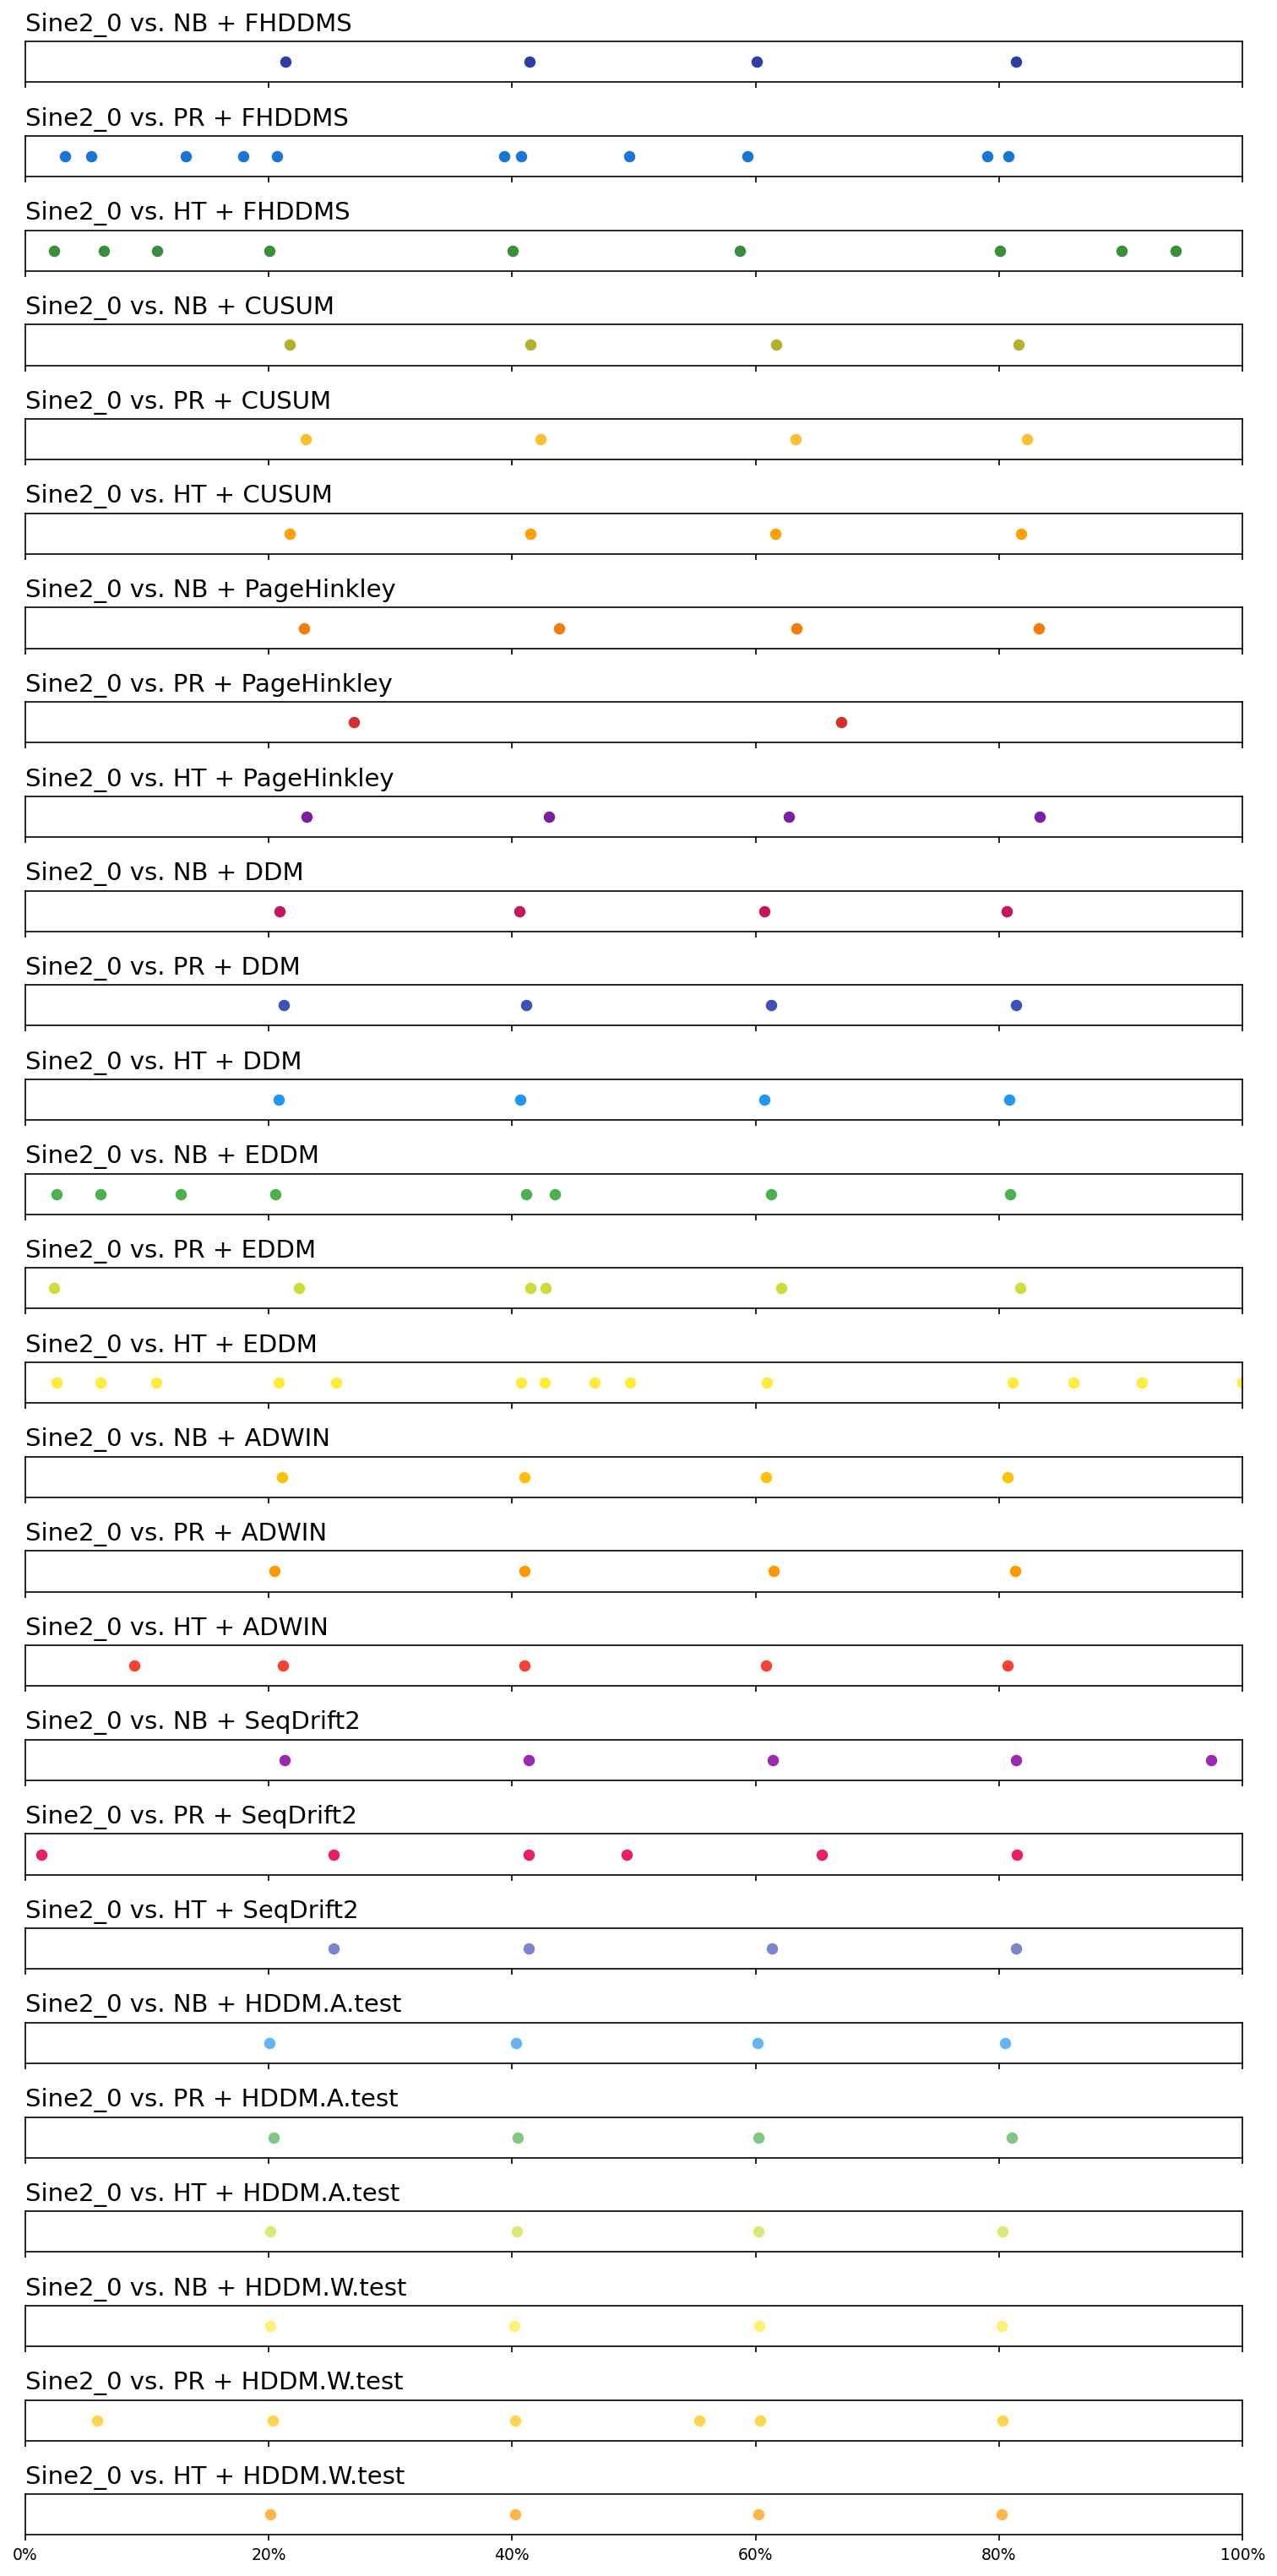 Sine2_0 vs. NB + FHDDMS
Sine2_0 vs. PR + FHDDMS
Sine2_0 vs. HT + FHDDMS
Sine2_0 vs. NB + CUSUM
Sine2_0 vs. PR + CUSUM
Sine2_0 vs. HT + CUSUM
Sine2_0 vs. NB + PageHinkley
Sine2_0 vs. PR + PageHinkley
Sine2_0 vs. HT + PageHinkley
Sine2_0 vs. NB + DDM
Sine2_0 vs. PR + DDM
Sine2_0 vs. HT + DDM
Sine2_0 vs. NB + EDDM
Sine2_0 vs. PR + EDDM
Sine2_0 vs. HT + EDDM
Sine2_0 vs. NB + ADWIN
Sine2_0 vs. PR + ADWIN
Sine2_0 vs. HT + ADWIN
Sine2_0 vs. NB + SeqDrift2
Sine2_0 vs. PR + SeqDrift2
Sine2_0 vs. HT + SeqDrift2
Sine2_0 vs. NB + HDDM.A.test
Sine2_0 vs. PR + HDDM.A.test
Sine2_0 vs. HT + HDDM.A.test
Sine2_0 vs. NB + HDDM.W.test
Sine2_0 vs. PR + HDDM.W.test
Sine2_0 vs. HT + HDDM.W.test
0% 20% 40% 60% 80% 100%